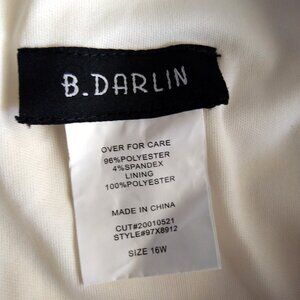 B.DARLIN
OVER FOR CARE
96%POLYESTER
4%SPANDEX
LINING
100%POLYESTER
MADE IN CHINA
CUT#20010521
STYLE#97X8912
SIZE 16W